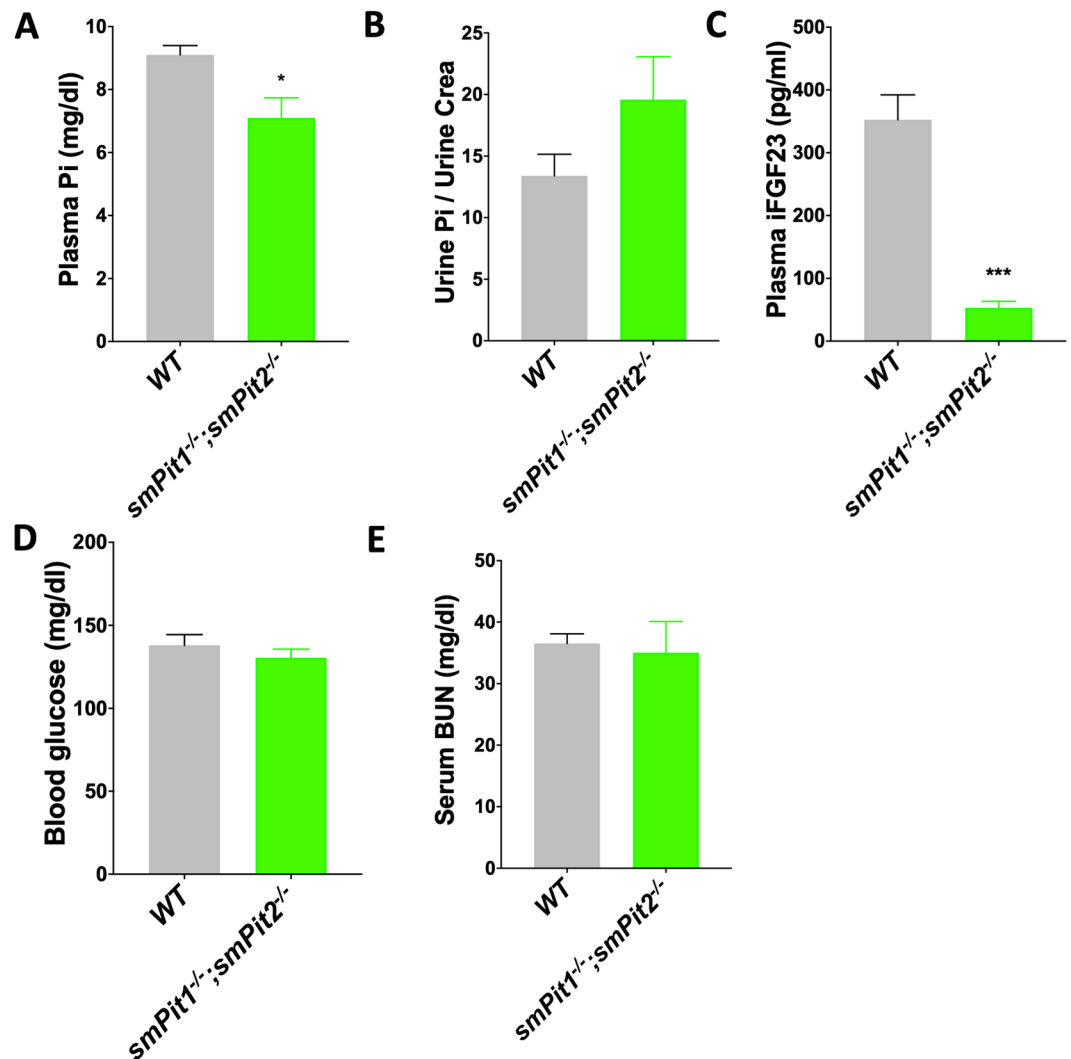 A
Plasma Pi (mg/dl)
10
8
6
4
2
0
*
WT
smPit1-/-;smPit2-/-
B
Urine Pi / Urine Crea
25
20
15
10
5
0
WT
smPit1-/-;smPit2-/-
C
Plasma iFGF23 (pg/ml)
500
400
300
200
100
0
***
WT
smPit1-/-;smPit2-/-
D
Blood glucose (mg/dl)
200
150
100
50
0
WT
smPit1-/-;smPit2-/-
E
Serum BUN (mg/dl)
50
40
30
20
10
0
WT
smPit1-/-;smPit2-/-